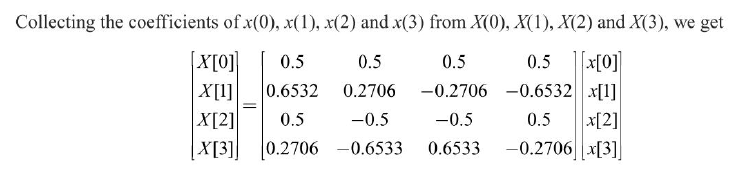 Collecting the coefficients of x(0), x(1), x(2) and x(3) from X(0), X(1), X(2) and X(3), we get
[X[0]] [0.5 0.5 0.5 0.5] [x[0]]
[X[1]] = [0.6532 0.2706 −0.2706 −0.6532] [x[1]]
[X[2]] [0.5 −0.5 −0.5 0.5] [x[2]]
[X[3]] [0.2706 −0.6533 0.6533 −0.2706] [x[3]]